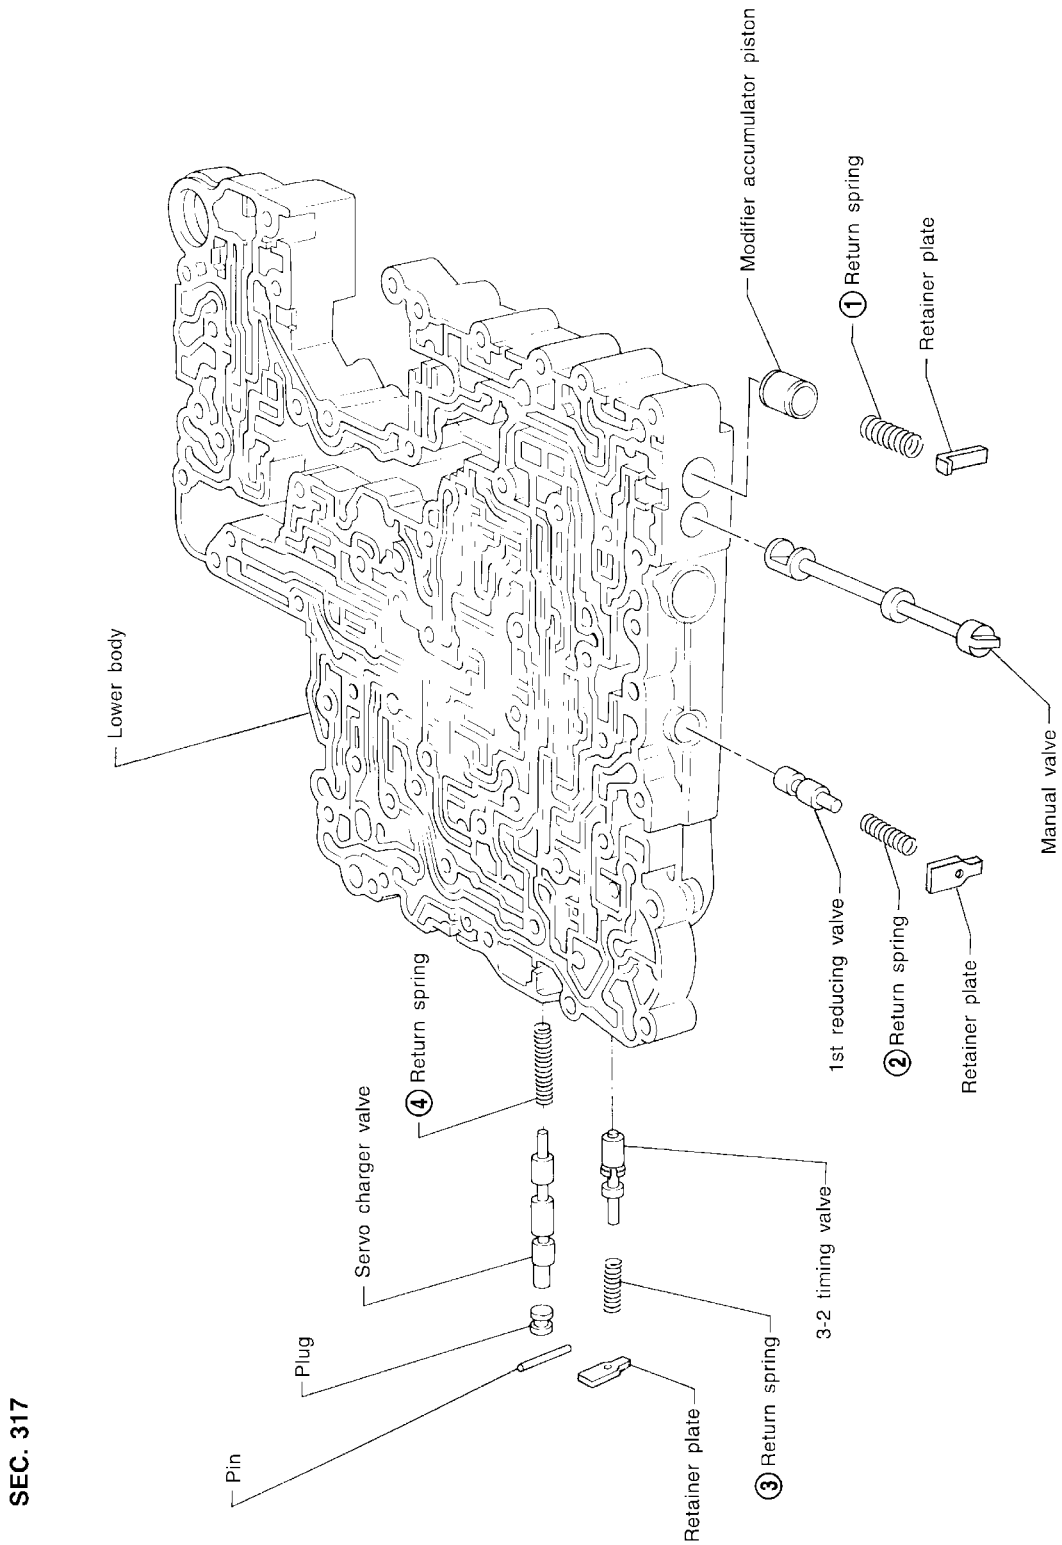 SEC. 317
Pin
Plug
Servo charger valve
④ Return spring
Lower body
Retainer plate
③ Return spring
3-2 timing valve
1st reducing valve
② Return spring
Retainer plate
Manual valve
Modifier accumulator piston
① Return spring
Retainer plate